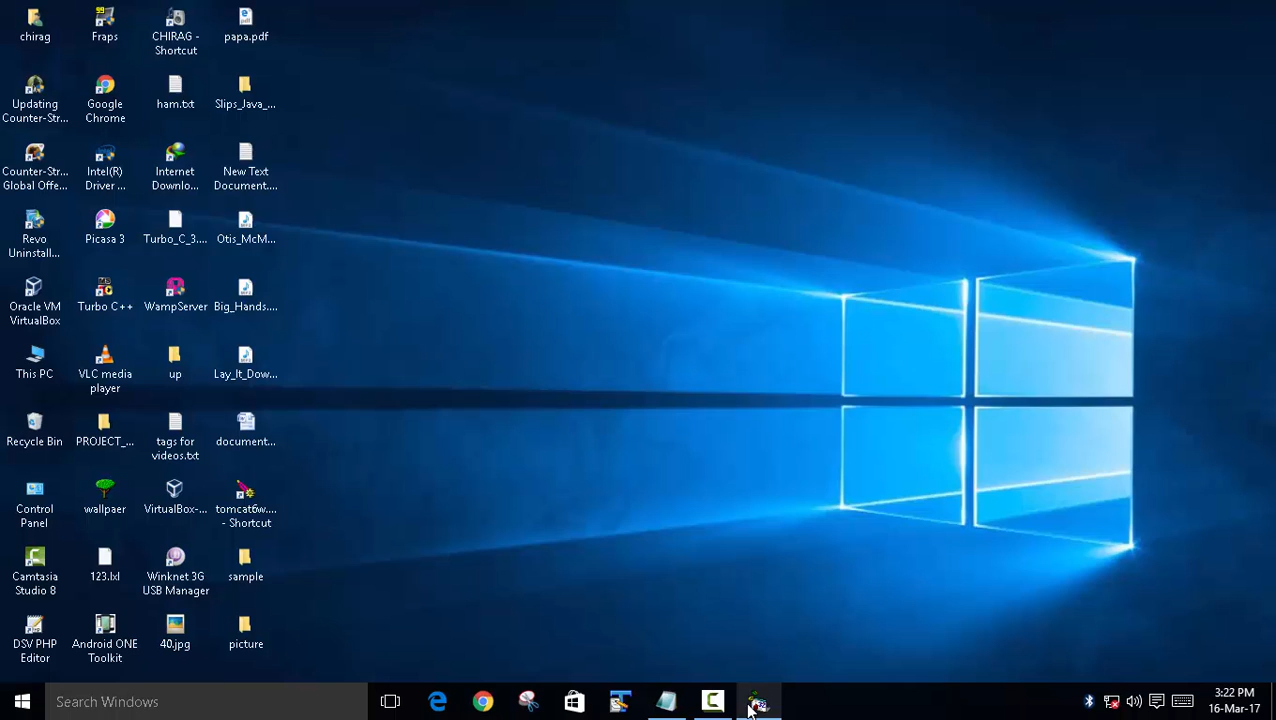 chirag
Fraps
CHIRAG -
Shortcut
papa.pdf
Updating
Counter-Str...
Google
Chrome
ham.txt
Slips_Java_...
Counter-Str...
Global Offe...
Intel(R)
Driver ...
Internet
Downlo...
New Text
Document....
Revo
Uninstall...
Picasa 3
Turbo_C_3....
Otis_McM...
Oracle VM
VirtualBox
Turbo C++
WampServer
Big_Hands....
This PC
VLC media
player
up
Lay_It_Dow...
Recycle Bin
PROJECT_...
tags for
videos.txt
document...
Control
Panel
wallpaer
VirtualBox-...
tomcat6w....
- Shortcut
Camtasia
Studio 8
123.lxl
Winknet 3G
USB Manager
sample
DSV PHP
Editor
Android ONE
Toolkit
40.jpg
picture
Search Windows
3:22 PM
16-Mar-17